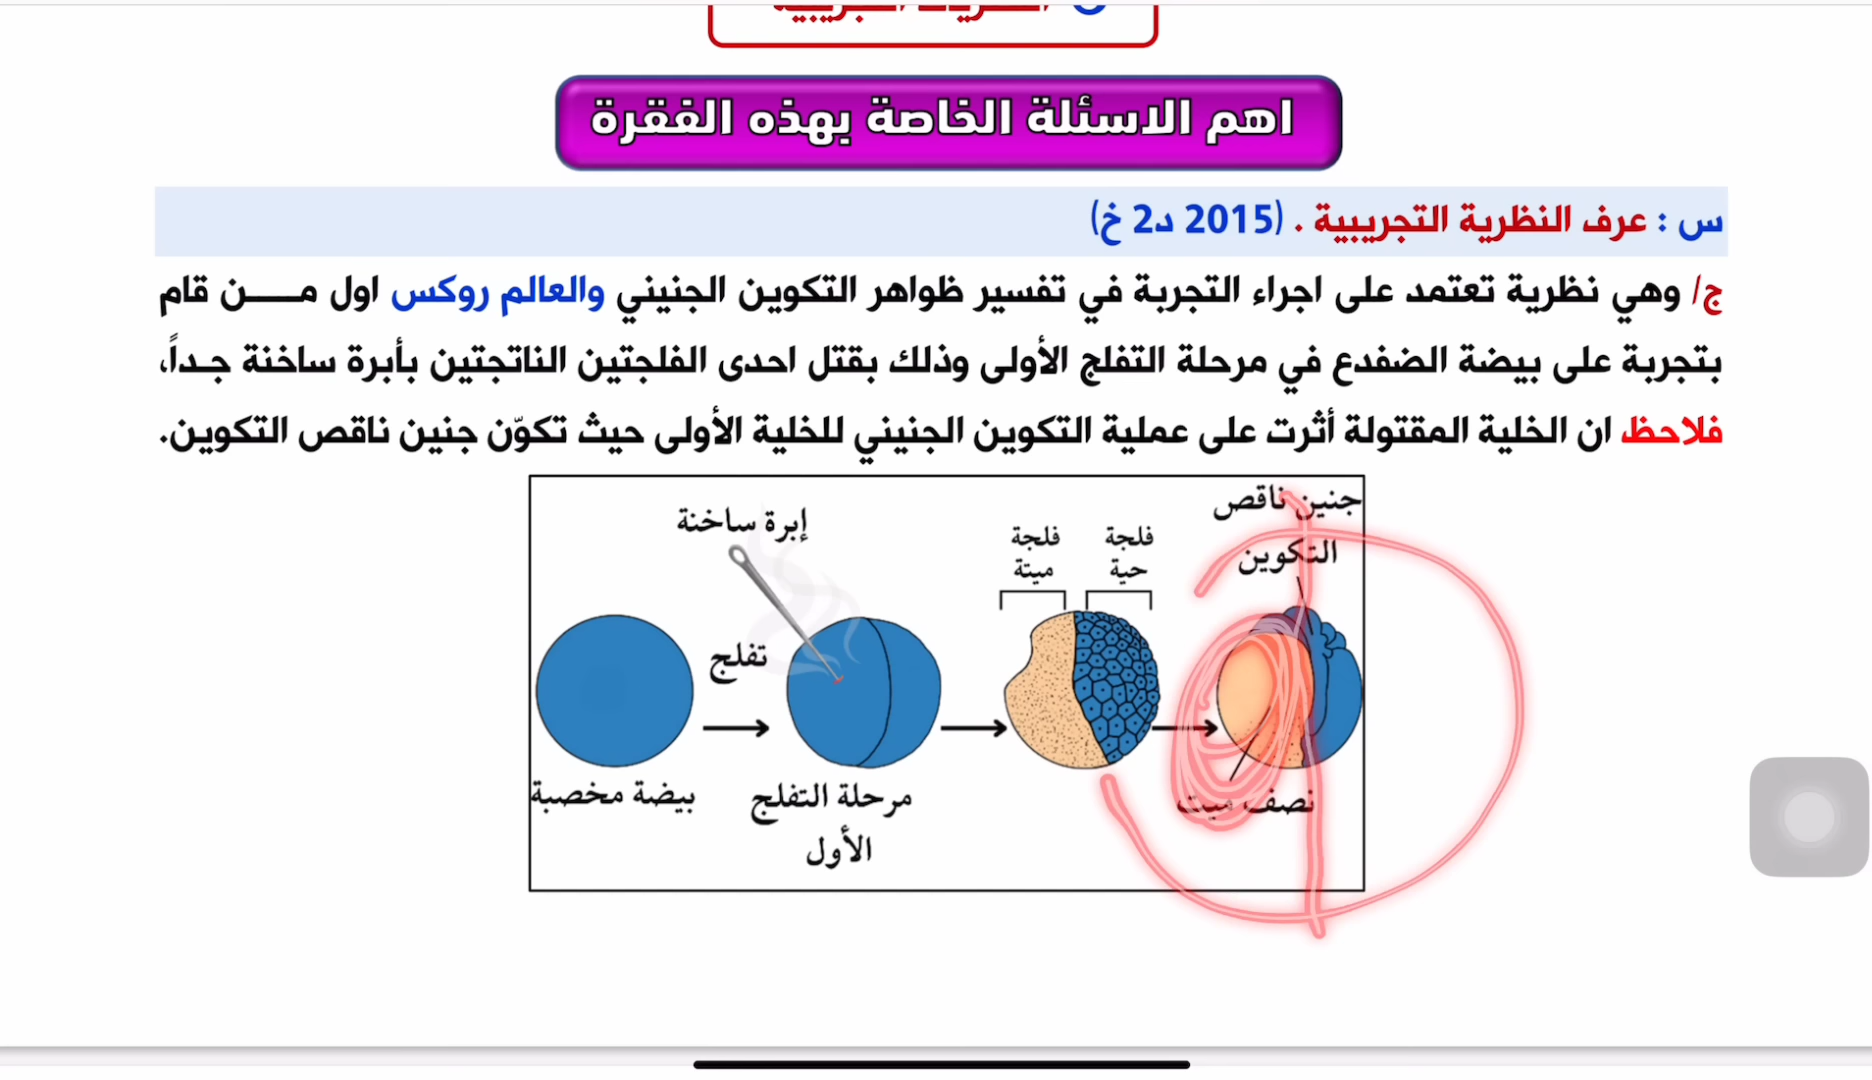 اهم الاسئلة الخاصة بهذه الفقرة
س : عرف النظرية التجريبية . (2015 د2 خ)
ج/ وهي نظرية تعتمد على اجراء التجربة في تفسير ظواهر التكوين الجنيني والعالم روكس اول مـــن قام
بتجربة على بيضة الضفدع في مرحلة التفلج الأولى وذلك بقتل احدى الفلجتين الناتجتين بأبرة ساخنة جـداً،
فلاحظ ان الخلية المقتولة أثرت على عملية التكوين الجنيني للخلية الأولى حيث تكوّن جنين ناقص التكوين.
جنين ناقص
التكوين
فلجة
حية
فلجة
ميتة
إبرة ساخنة
تفلج
نصف ميت
مرحلة التفلج
الأول
بيضة مخصبة